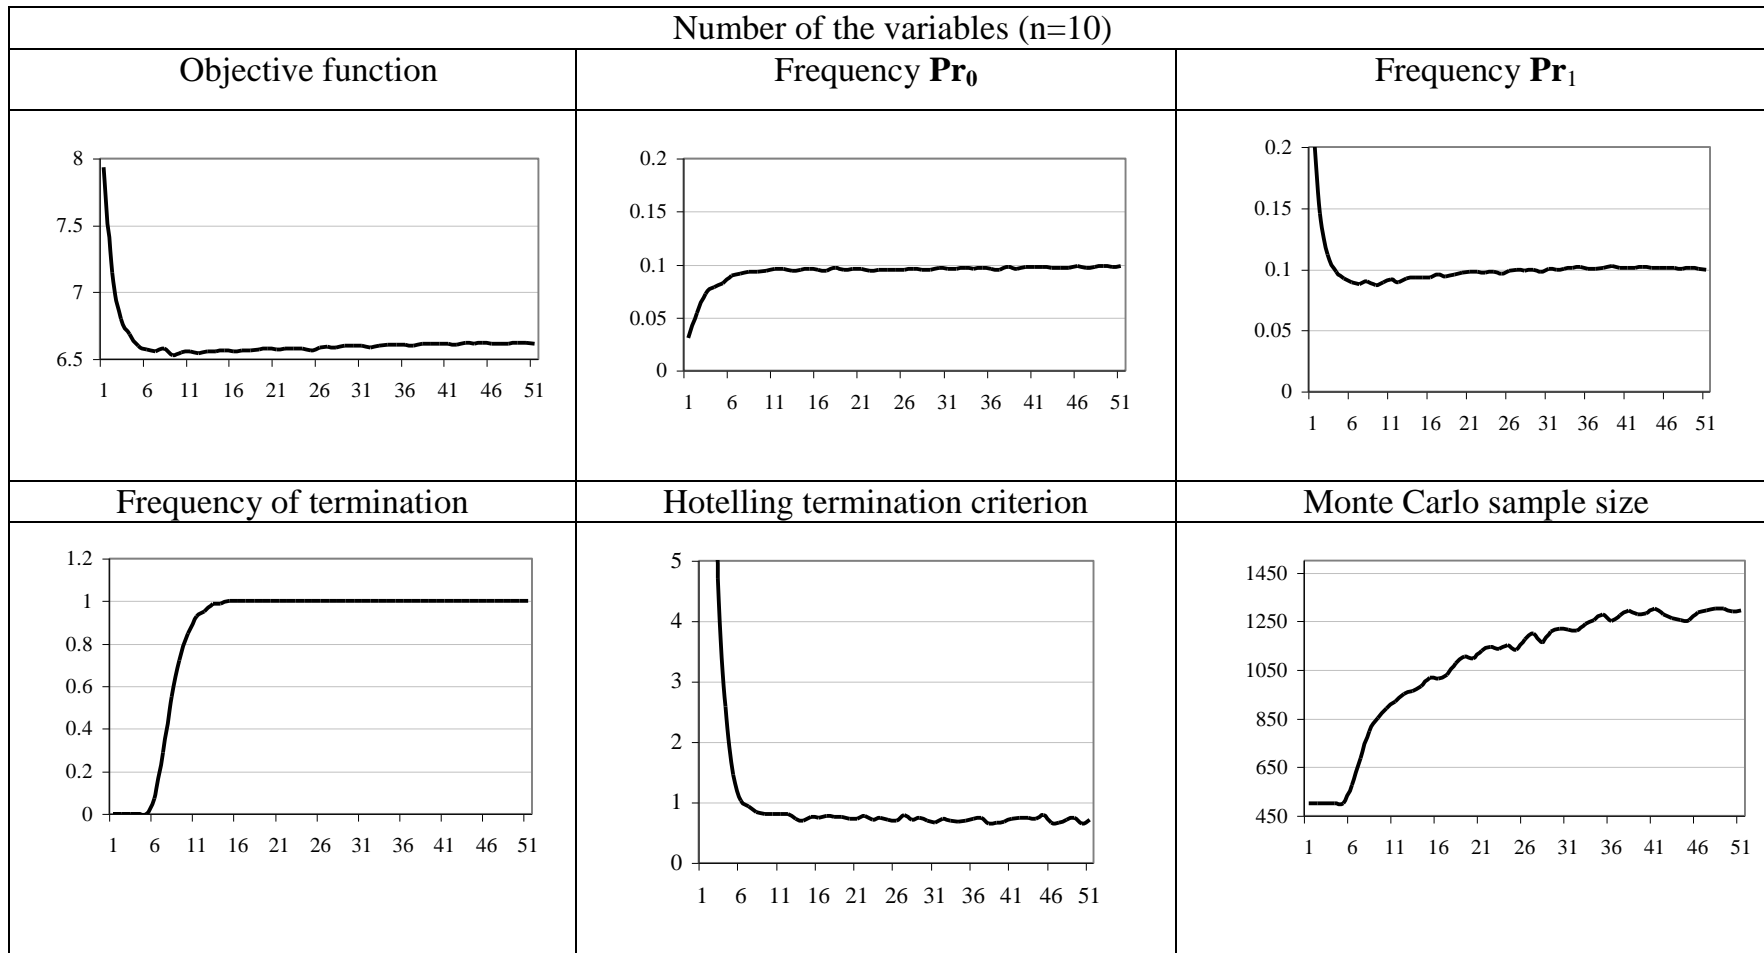 Number of the variables (n=10)
Objective function
Frequency Pr0
Frequency Pr1
8
7.5
7
6.5
1 6 11 16 21 26 31 36 41 46 51
0.2
0.15
0.1
0.05
0
1 6 11 16 21 26 31 36 41 46 51
0.2
0.15
0.1
0.05
0
1 6 11 16 21 26 31 36 41 46 51
Frequency of termination
Hotelling termination criterion
Monte Carlo sample size
1.2
1
0.8
0.6
0.4
0.2
0
1 6 11 16 21 26 31 36 41 46 51
5
4
3
2
1
0
1 6 11 16 21 26 31 36 41 46 51
1450
1250
1050
850
650
450
1 6 11 16 21 26 31 36 41 46 51